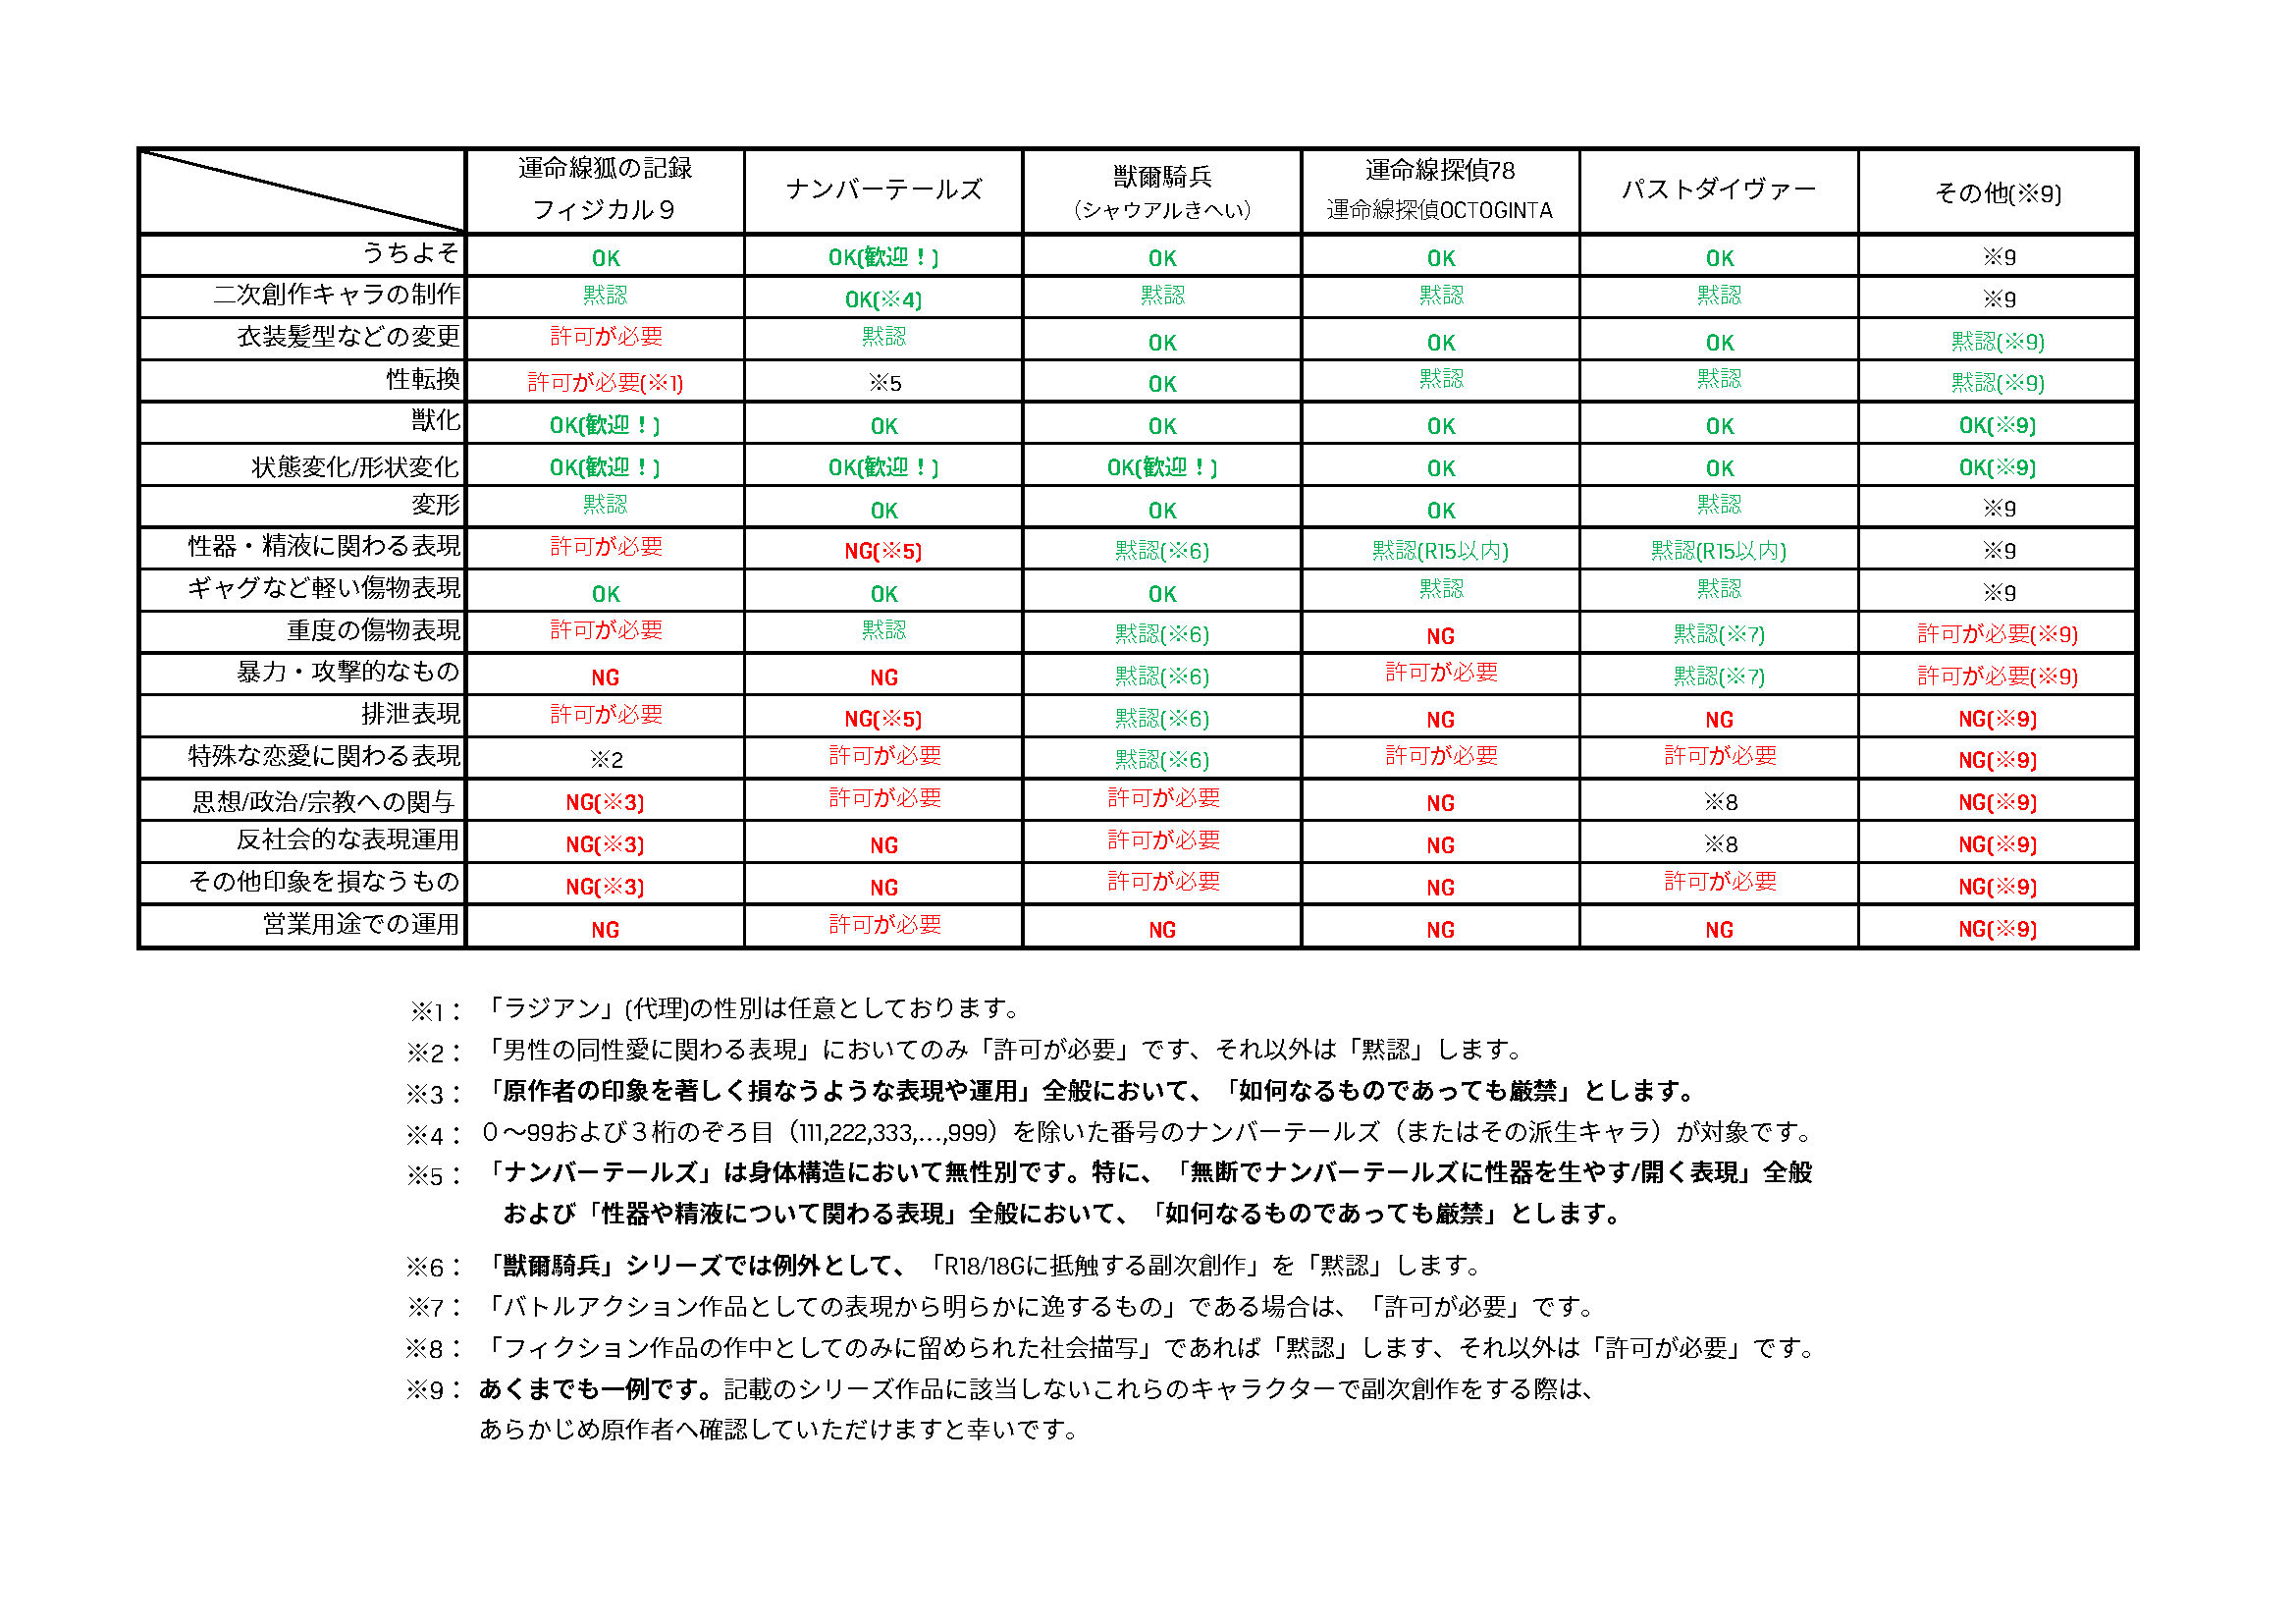 運命線狐の記録 フィジカル９ ナンバーテールズ 獣爾騎兵 （シャウアルきへい） 運命線探偵78 運命線探偵OCTOGINTA パストダイヴァー その他(※9)
うちよそ OK OK(歓迎！) OK OK OK ※9
二次創作キャラの制作 黙認 OK(※4) 黙認 黙認 黙認 ※9
衣装髪型などの変更 許可が必要 黙認 OK OK OK 黙認(※9)
性転換 許可が必要(※1) ※5 OK 黙認 黙認 黙認(※9)
獣化 OK(歓迎！) OK OK OK OK OK(※9)
状態変化/形状変化 OK(歓迎！) OK(歓迎！) OK(歓迎！) OK OK OK(※9)
変形 黙認 OK OK OK 黙認 ※9
性器・精液に関わる表現 許可が必要 NG(※5) 黙認(※6) 黙認(R15以内) 黙認(R15以内) ※9
ギャグなど軽い傷物表現 OK OK OK 黙認 黙認 ※9
重度の傷物表現 許可が必要 黙認 黙認(※6) NG 黙認(※7) 許可が必要(※9)
暴力・攻撃的なもの NG NG 黙認(※6) 許可が必要 黙認(※7) 許可が必要(※9)
排泄表現 許可が必要 NG(※5) 黙認(※6) NG NG NG(※9)
特殊な恋愛に関わる表現 ※2 許可が必要 黙認(※6) 許可が必要 許可が必要 NG(※9)
思想/政治/宗教への関与 NG(※3) 許可が必要 許可が必要 NG ※8 NG(※9)
反社会的な表現運用 NG(※3) NG 許可が必要 NG ※8 NG(※9)
その他印象を損なうもの NG(※3) NG 許可が必要 NG 許可が必要 NG(※9)
営業用途での運用 NG 許可が必要 NG NG NG NG(※9)
※1： 「ラジアン」(代理)の性別は任意としております。
※2： 「男性の同性愛に関わる表現」においてのみ「許可が必要」です、それ以外は「黙認」します。
※3： 「原作者の印象を著しく損なうような表現や運用」全般において、「如何なるものであっても厳禁」とします。
※4： ０～99および３桁のぞろ目（111,222,333,…,999）を除いた番号のナンバーテールズ（またはその派生キャラ）が対象です。
※5： 「ナンバーテールズ」は身体構造において無性別です。特に、「無断でナンバーテールズに性器を生やす/開く表現」全般
および「性器や精液について関わる表現」全般において、「如何なるものであっても厳禁」とします。
※6： 「獣爾騎兵」シリーズでは例外として、「R18/18Gに抵触する副次創作」を「黙認」します。
※7： 「バトルアクション作品としての表現から明らかに逸するもの」である場合は、「許可が必要」です。
※8： 「フィクション作品の作中としてのみに留められた社会描写」であれば「黙認」します、それ以外は「許可が必要」です。
※9： あくまでも一例です。記載のシリーズ作品に該当しないこれらのキャラクターで副次創作をする際は、
あらかじめ原作者へ確認していただけますと幸いです。